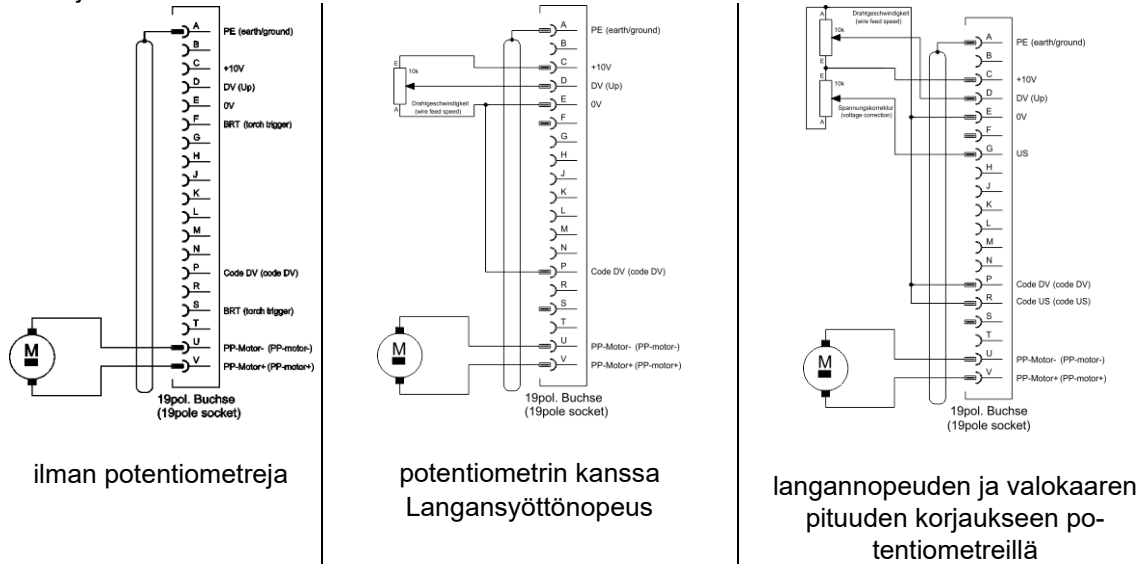 A
PE (earth/ground)
B
C
+10V
D
DV (Up)
E
0V
F
BRT (torch trigger)
G
H
J
K
L
M
N
P
Code DV (code DV)
R
S
BRT (torch trigger)
T
U
PP-Motor- (PP-motor-)
V
PP-Motor+ (PP-motor+)
M
19pol. Buchse
(19pole socket)
ilman potentiometreja
A
PE (earth/ground)
B
E
10k
C
+10V
D
DV (Up)
A
Drahtgeschwindigkeit
(wire feed speed)
E
0V
F
G
H
J
K
L
M
N
P
Code DV (code DV)
R
S
T
U
PP-Motor- (PP-motor-)
V
PP-Motor+ (PP-motor+)
M
19pol. Buchse
(19pole socket)
potentiometrin kanssa
Langansyöttönopeus
A
Drahtgeschwindigkeit
(wire feed speed)
10k
E
E
10k
Spannungskorrektur
(voltage correction)
A
A
PE (earth/ground)
B
C
+10V
D
DV (Up)
E
0V
F
G
US
H
J
K
L
M
N
P
Code DV (code DV)
R
Code US (code US)
S
T
U
PP-Motor- (PP-motor-)
V
PP-Motor+ (PP-motor+)
M
19pol. Buchse
(19pole socket)
langannopeuden ja valokaaren
pituuden korjaukseen po-
tentiometreillä